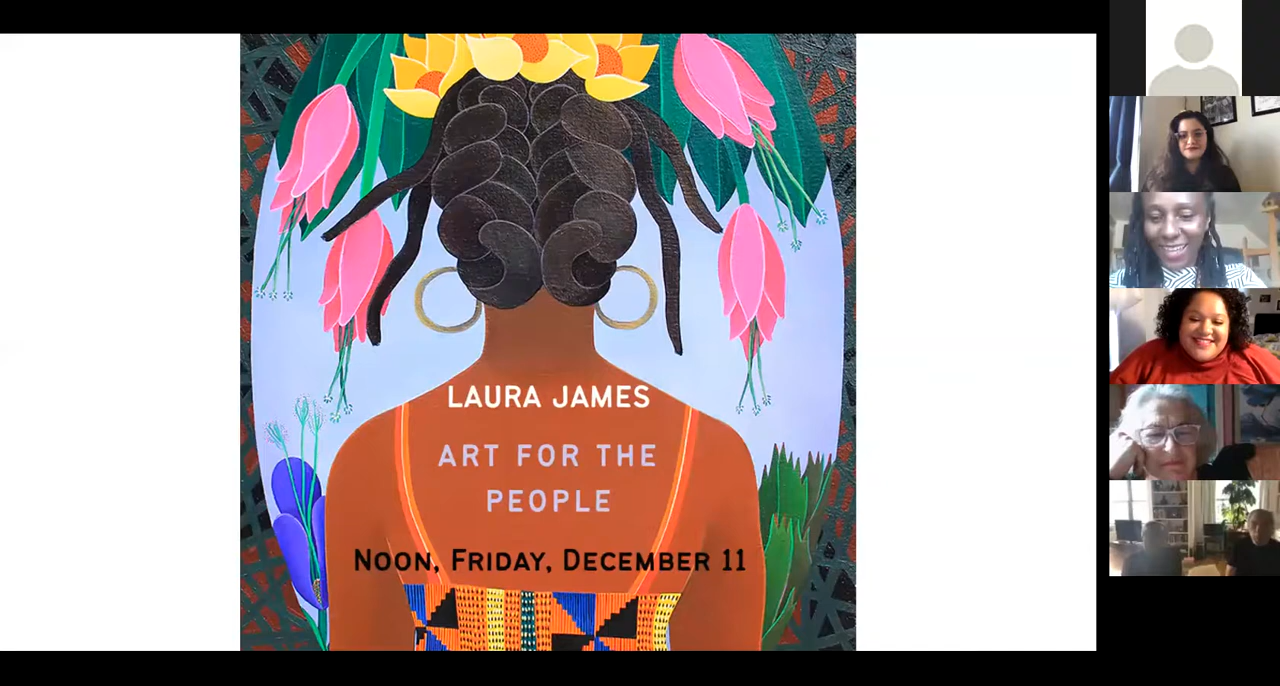 LAURA JAMES
ART FOR THE
PEOPLE
NOON, FRIDAY, DECEMBER 11